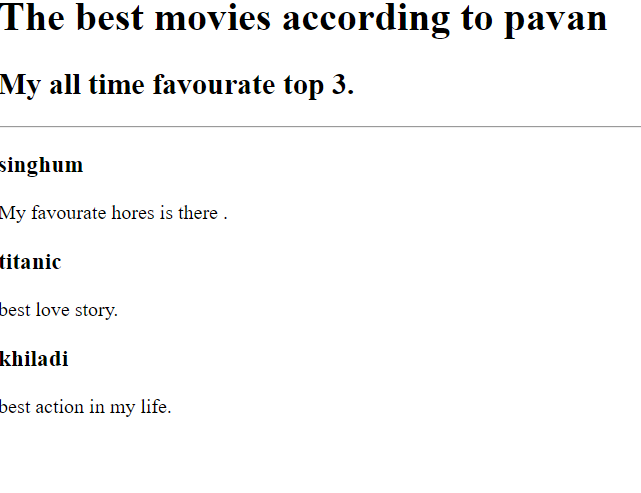 The best movies according to pavan
My all time favourate top 3.
singhum
My favourate hores is there .
titanic
best love story.
khiladi
best action in my life.